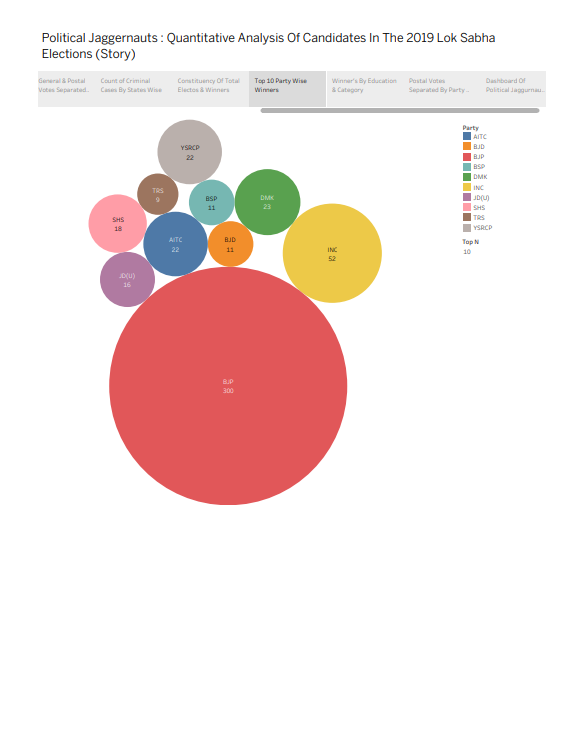 Political Jaggernauts : Quantitative Analysis Of Candidates In The 2019 Lok Sabha
Elections (Story)
General & Postal
Votes Separated..
Count of Criminal
Cases By States Wise
Constituency Of Total
Electos & Winners
Top 10 Party Wise
Winners
Winner's By Education
& Category
Postal Votes
Separated By Party ..
Dashboard Of
Political Jaggurnau..
YSRCP
22
TRS
9
BSP
11
DMK
23
SHS
18
AITC
22
BJD
11
INC
52
JD(U)
16
BJP
300
Party
AITC
BJD
BJP
BSP
DMK
INC
JD(U)
SHS
TRS
YSRCP
Top N
10